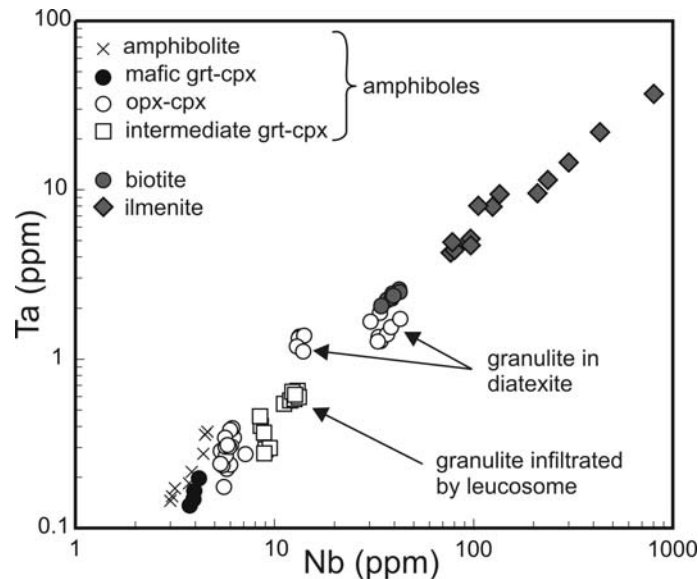 100
amphibolite
mafic grt-cpx
opx-cpx
intermediate grt-cpx
amphiboles
biotite
ilmenite
10
Ta (ppm)
1
granulite in
diatexite
granulite infiltrated
by leucosome
0.1
1
10
100
1000
Nb (ppm)